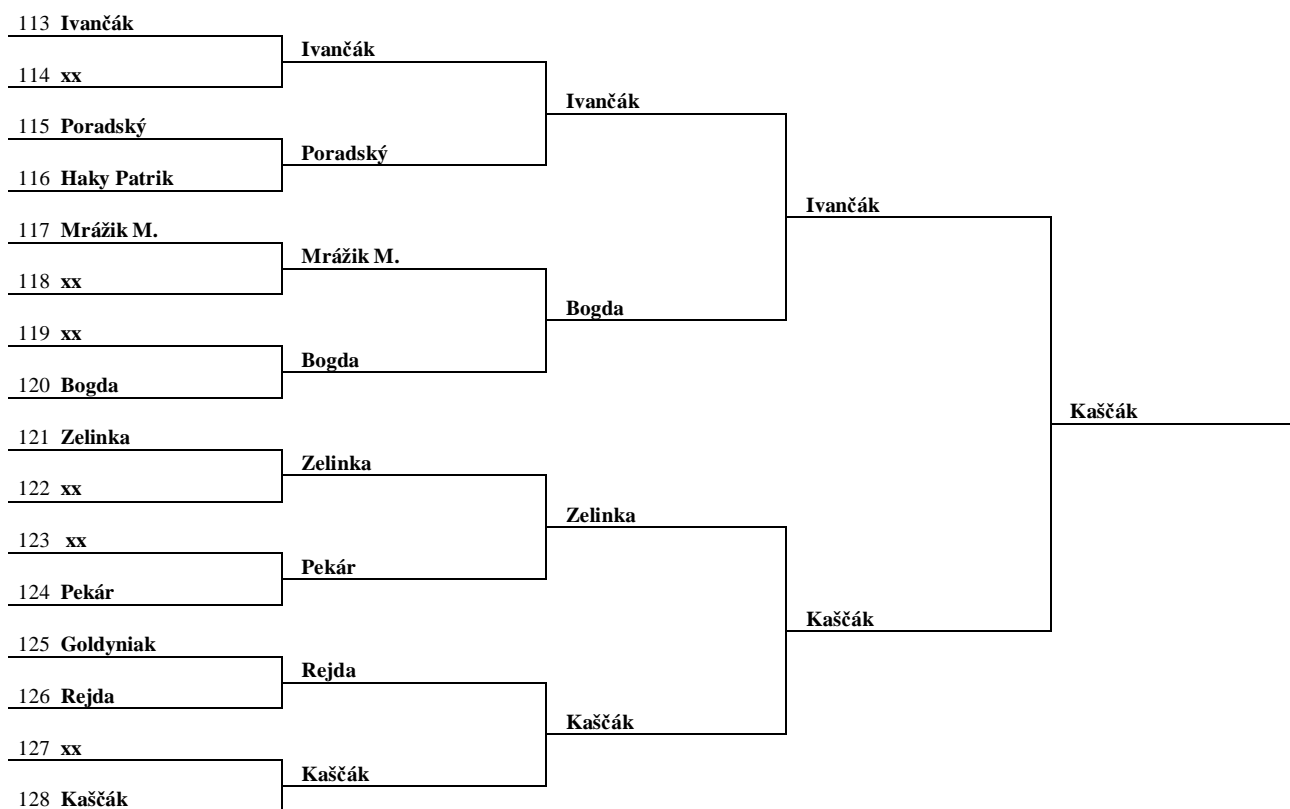 113 Ivančák
Ivančák
114 xx
Ivančák
115 Poradský
Poradský
116 Haky Patrik
Ivančák
117 Mrážik M.
Mrážik M.
118 xx
Bogda
119 xx
Bogda
120 Bogda
Kaščák
121 Zelinka
Zelinka
122 xx
Zelinka
123 xx
Pekár
124 Pekár
Kaščák
125 Goldyniak
Rejda
126 Rejda
Kaščák
127 xx
Kaščák
128 Kaščák